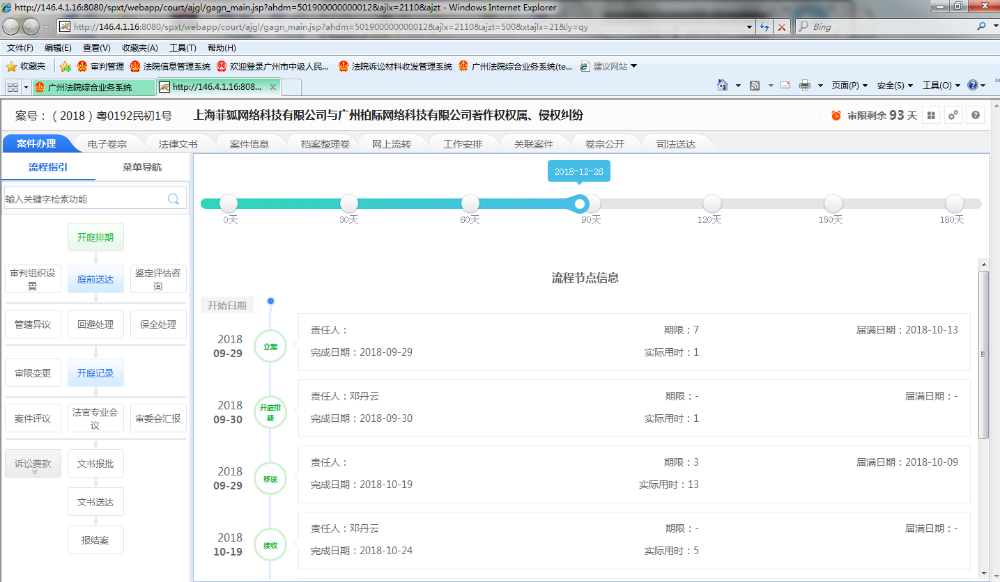 http://146.4.1.16:8080/spxt/webapp/court/ajgl/gagn_main.jsp?ahdm=501900000000012&ajlx=2110&ajzt - Windows Internet Explorer
http://146.4.1.16:8080/spxt/webapp/court/ajgl/gagn_main.jsp?ahdm=501900000000012&ajlx=2110&ajzt=500&xtajlx=21&ly=qy
Bing
文件(F) 编辑(E) 查看(V) 收藏夹(A) 工具(T) 帮助(H)
收藏夹 审判管理 法院信息管理系统 欢迎登录广州市中级人民... 法院诉讼材料收发管理系统 广州法院综合业务系统(te... 建议网站
广州法院综合业务系统 http://146.4.1.16:808... 页面(P) 安全(S) 工具(O)
案号：（2018）粤0192民初1号 上海菲狐网络科技有限公司与广州柏际网络科技有限公司著作权权属、侵权纠纷 审限剩余 93 天
案件办理 电子卷宗 法律文书 案件信息 档案整理卷 网上流转 工作安排 关联案件 卷宗公开 司法送达
流程指引 菜单导航
输入关键字检索功能
开庭排期
审判组织设置 庭前送达 鉴定评估咨询
管辖异议 回避处理 保全处理
审限变更 开庭记录
案件评议 法官专业会议 审委会汇报
诉讼费款 文书报批
文书送达
报结案
2018-12-26
0天 30天 60天 90天 120天 150天 180天
流程节点信息
开始日期
2018
09-29
立案
责任人： 期限：7 届满日期：2018-10-13
完成日期：2018-09-29 实际用时：1
2018
09-30
开庭排期
责任人：邓丹云 期限：- 届满日期：-
完成日期：2018-09-30 实际用时：1
2018
09-29
移送
责任人： 期限：3 届满日期：2018-10-09
完成日期：2018-10-19 实际用时：13
2018
10-19
接收
责任人：邓丹云 期限：- 届满日期：-
完成日期：2018-10-24 实际用时：5